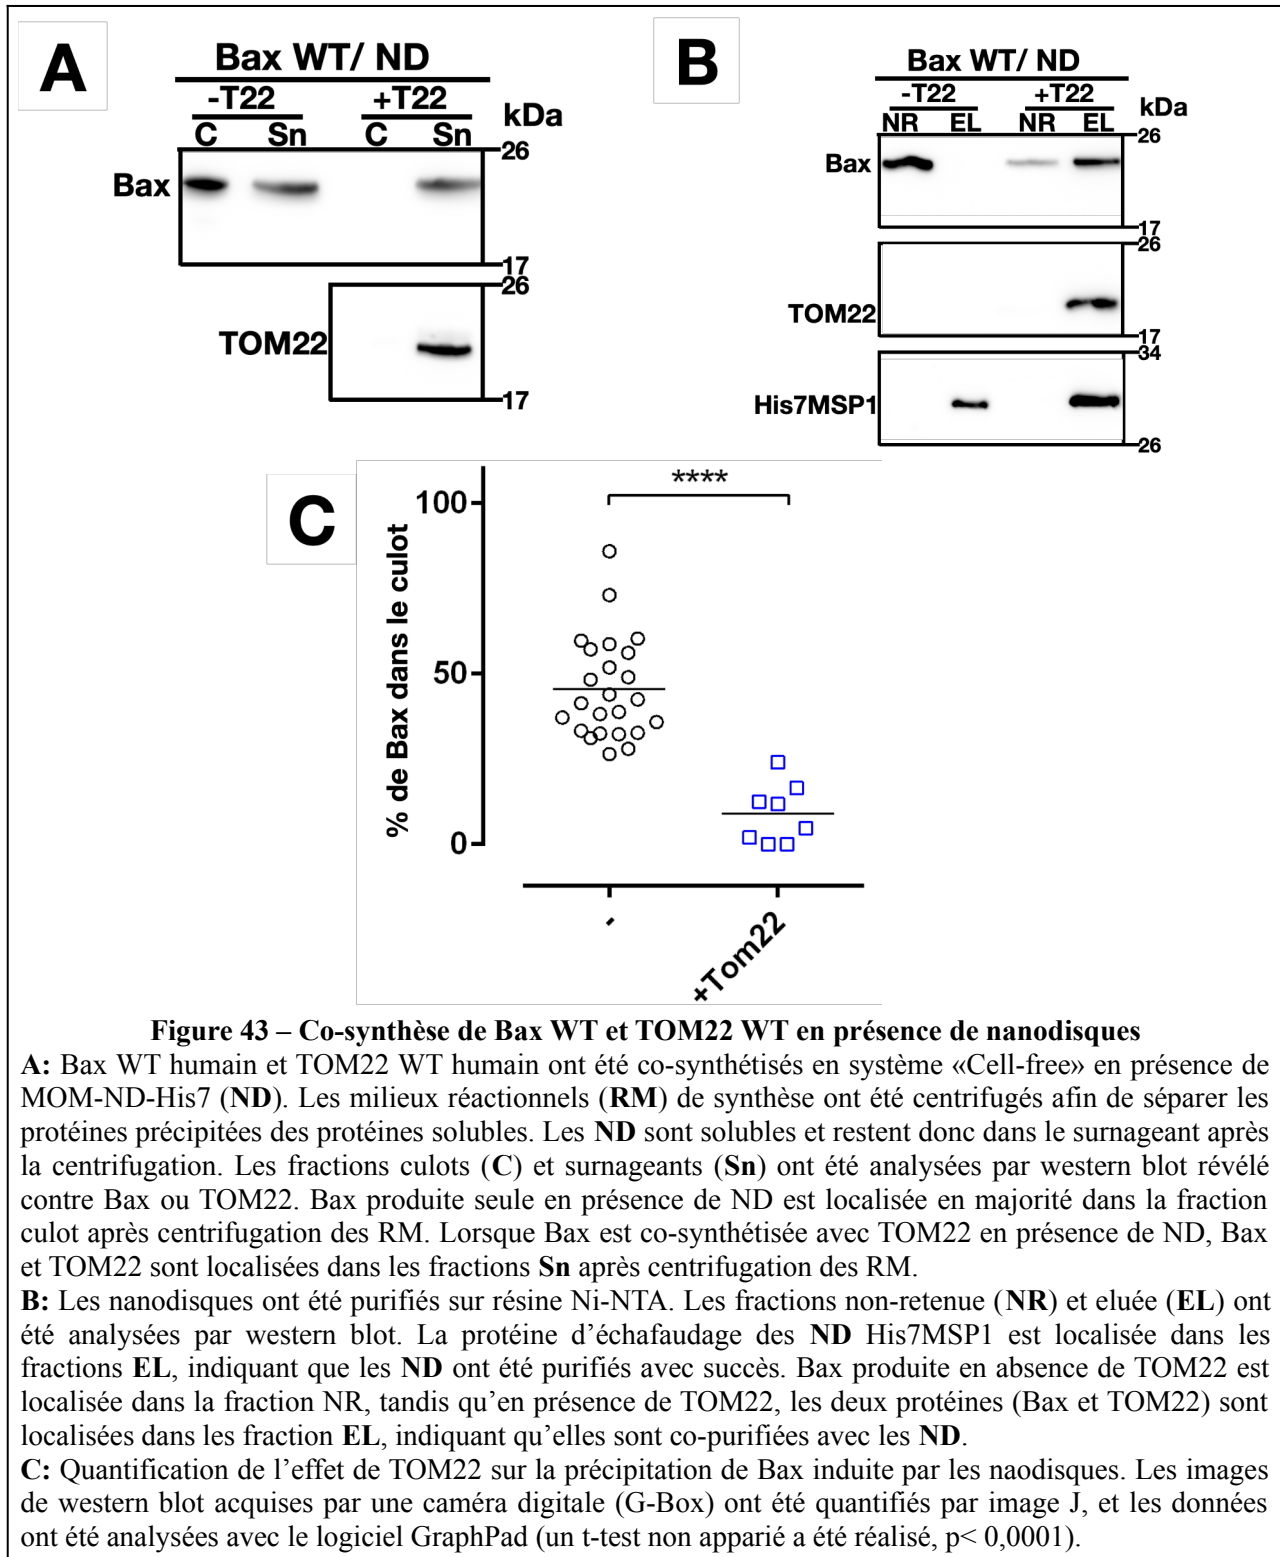 A
Bax WT/ ND
-T22 +T22
C Sn C Sn
kDa
26
Bax
17
26
TOM22
17
B
Bax WT/ ND
-T22 +T22
NR EL NR EL
kDa
26
Bax
17
26
TOM22
17
34
His7MSP1
26
C
% de Bax dans le culot
100
50
0
****
-
+Tom22
Figure 43 – Co-synthèse de Bax WT et TOM22 WT en présence de nanodisques
A: Bax WT humain et TOM22 WT humain ont été co-synthétisés en système «Cell-free» en présence de
MOM-ND-His7 (ND). Les milieux réactionnels (RM) de synthèse ont été centrifugés afin de séparer les
protéines précipitées des protéines solubles. Les ND sont solubles et restent donc dans le surnageant après
la centrifugation. Les fractions culots (C) et surnageants (Sn) ont été analysées par western blot révélé
contre Bax ou TOM22. Bax produite seule en présence de ND est localisée en majorité dans la fraction
culot après centrifugation des RM. Lorsque Bax est co-synthétisée avec TOM22 en présence de ND, Bax
et TOM22 sont localisées dans les fractions Sn après centrifugation des RM.
B: Les nanodisques ont été purifiés sur résine Ni-NTA. Les fractions non-retenue (NR) et eluée (EL) ont
été analysées par western blot. La protéine d’échafaudage des ND His7MSP1 est localisée dans les
fractions EL, indiquant que les ND ont été purifiés avec succès. Bax produite en absence de TOM22 est
localisée dans la fraction NR, tandis qu’en présence de TOM22, les deux protéines (Bax et TOM22) sont
localisées dans les fraction EL, indiquant qu’elles sont co-purifiées avec les ND.
C: Quantification de l’effet de TOM22 sur la précipitation de Bax induite par les naodisques. Les images
de western blot acquises par une caméra digitale (G-Box) ont été quantifiés par image J, et les données
ont été analysées avec le logiciel GraphPad (un t-test non apparié a été réalisé, p< 0,0001).